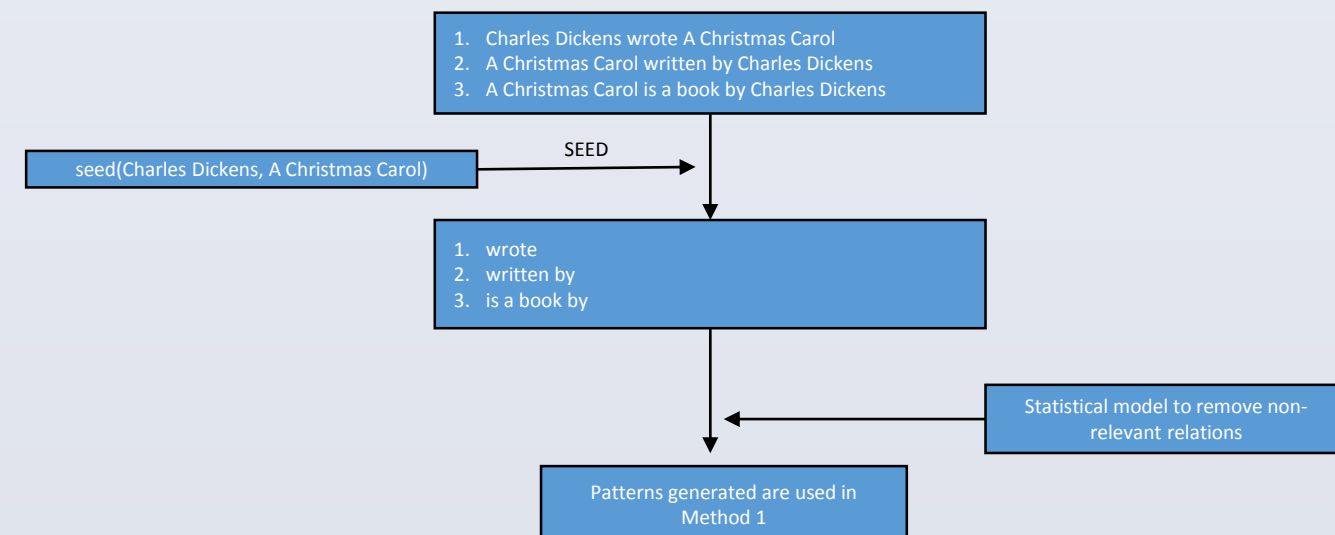 1. Charles Dickens wrote A Christmas Carol
2. A Christmas Carol written by Charles Dickens
3. A Christmas Carol is a book by Charles Dickens
SEED
seed(Charles Dickens, A Christmas Carol)
1. wrote
2. written by
3. is a book by
Statistical model to remove non-
relevant relations
Patterns generated are used in
Method 1